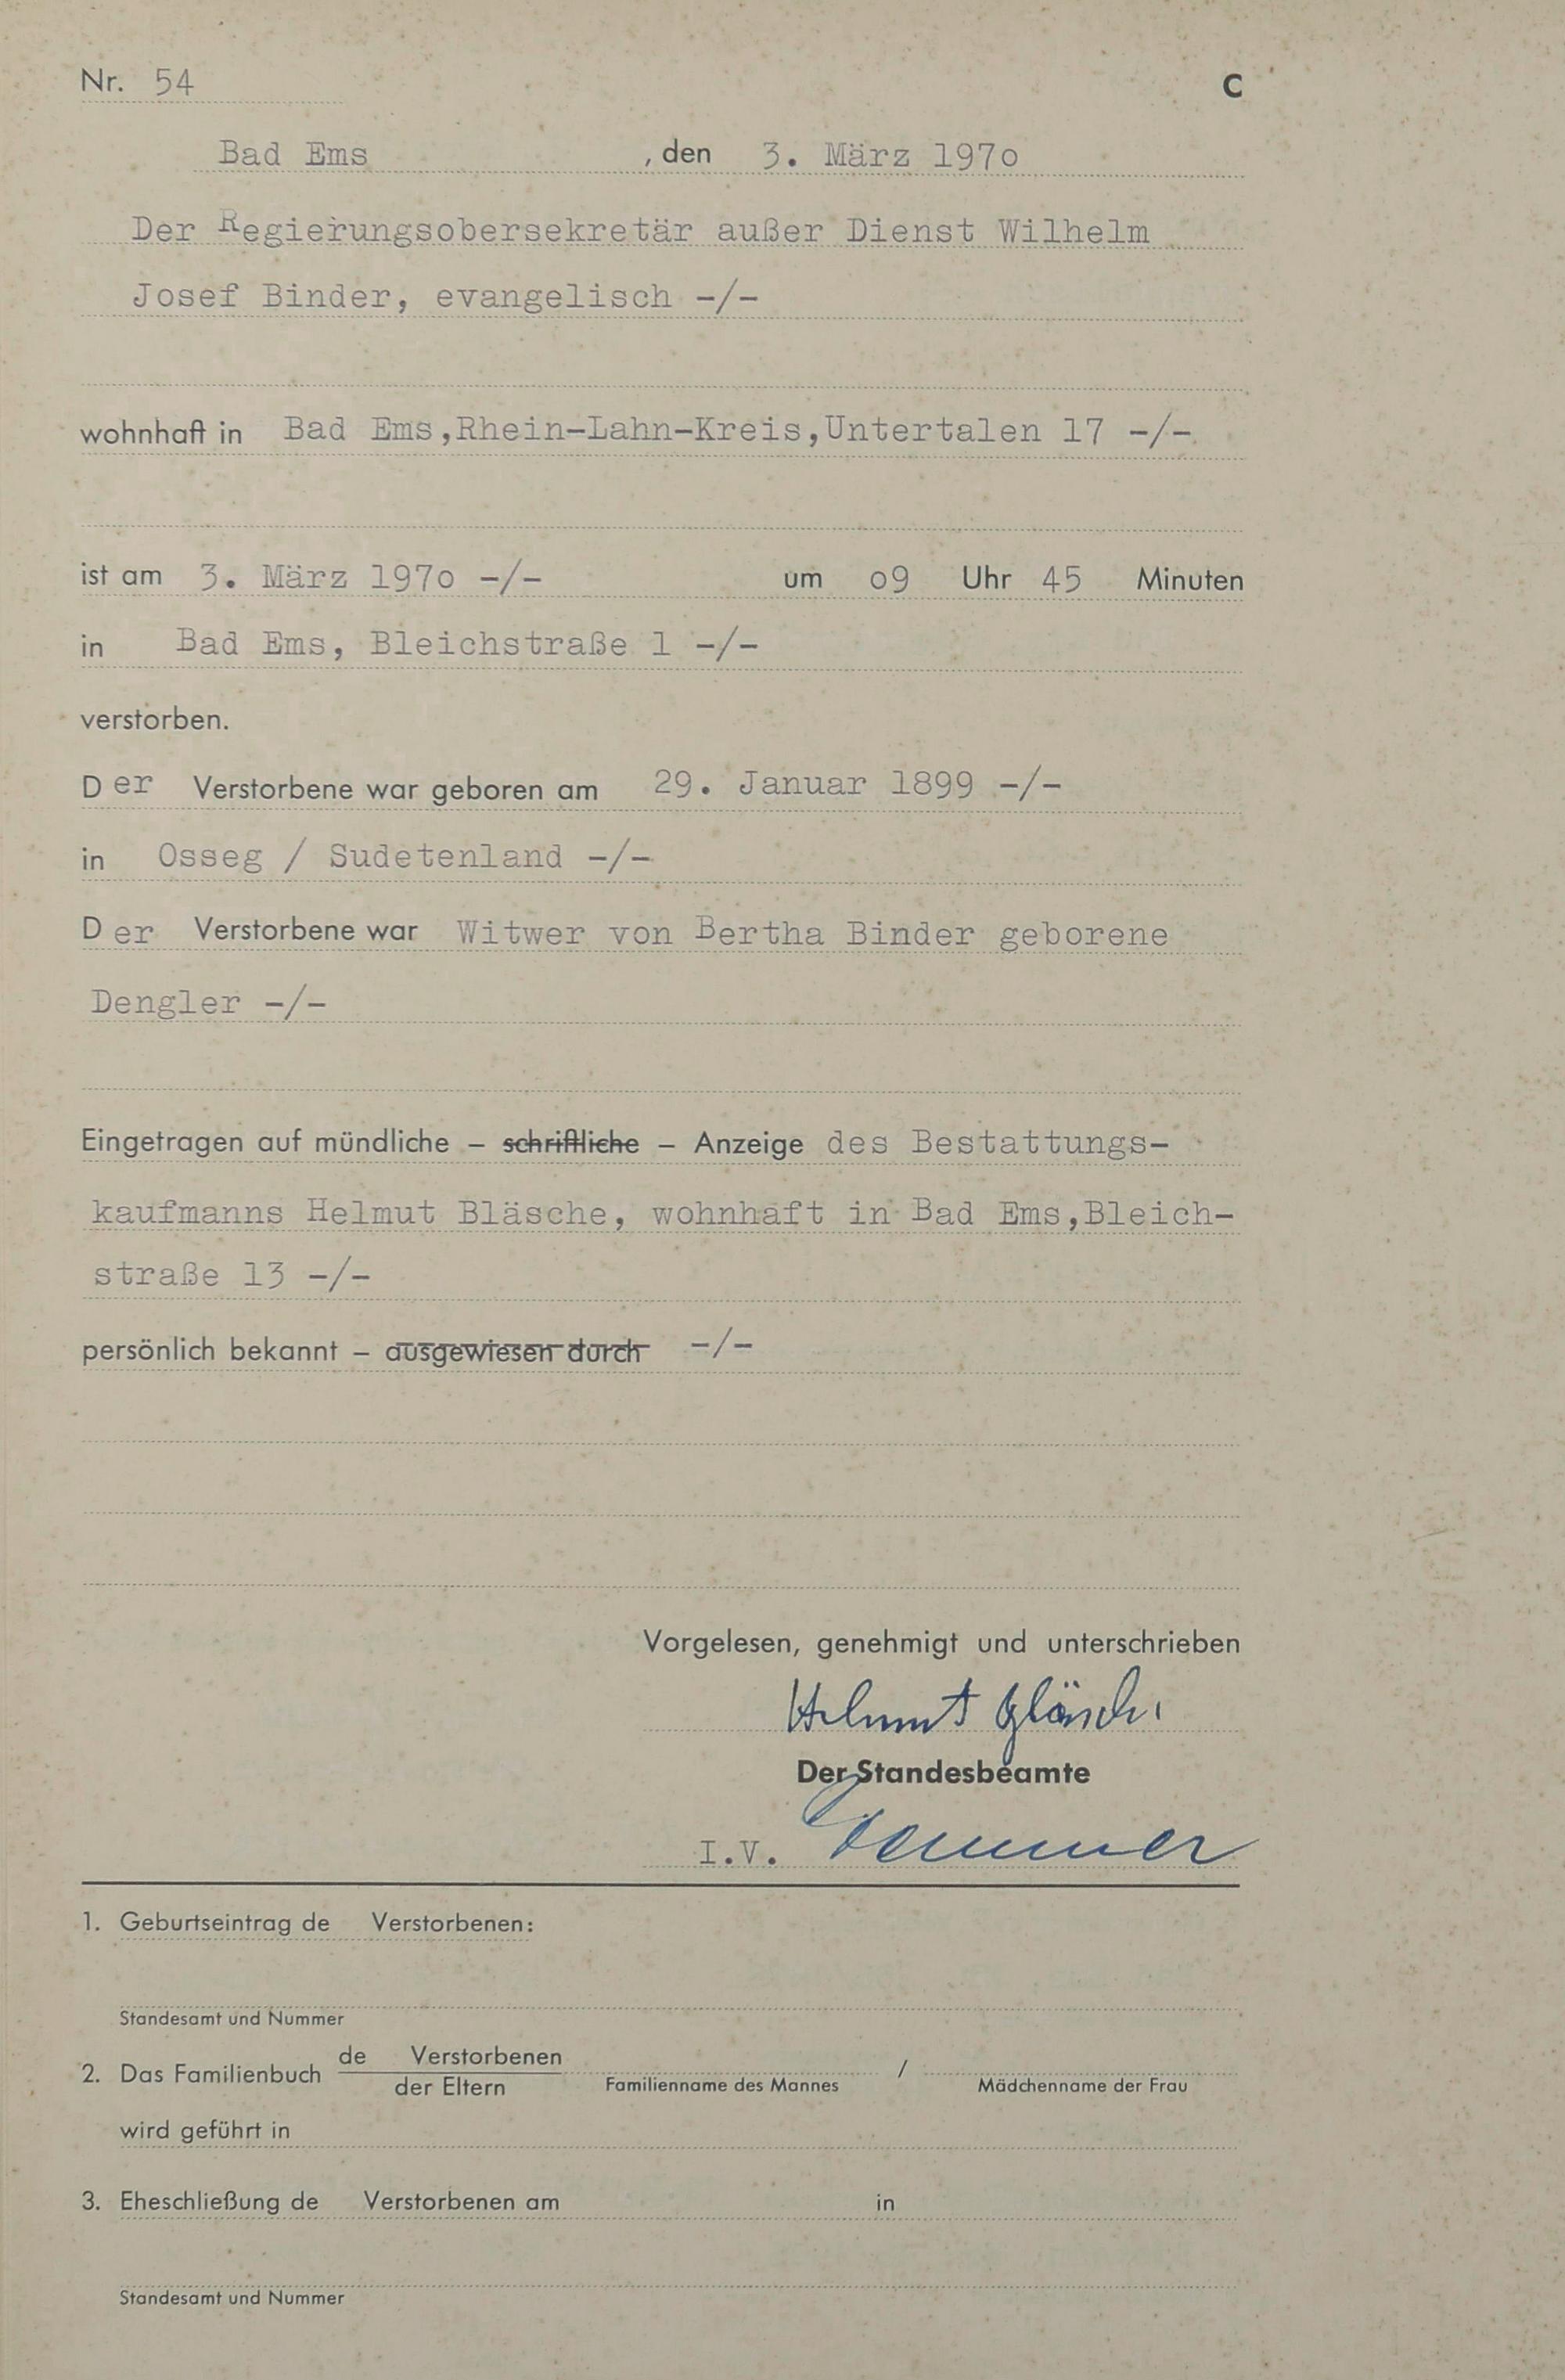 Nr. 54
C
Bad Ems , den 3. März 197o
Der Regierungsobersekretär außer Dienst Wilhelm
Josef Binder, evangelisch -/-
wohnhaft in Bad Ems,Rhein-Lahn-Kreis,Untertalen 17 -/-
ist am 3. März 197o -/- um o9 Uhr 45 Minuten
in Bad Ems, Bleichstraße 1 -/-
verstorben.
Der Verstorbene war geboren am 29. Januar 1899 -/-
in Osseg / Sudetenland -/-
Der Verstorbene war Witwer von Bertha Binder geborene
Dengler -/-
Eingetragen auf mündliche – schriftliche – Anzeige des Bestattungs-
kaufmanns Helmut Bläsche, wohnhaft in Bad Ems,Bleich-
straße 13 -/-
persönlich bekannt – ausgewiesen durch -/-
Vorgelesen, genehmigt und unterschrieben
Helmut Bläsche
Der Standesbeamte
I.V.
1. Geburtseintrag de Verstorbenen:
Standesamt und Nummer
2. Das Familienbuch de Verstorbenen / 
der Eltern Familienname des Mannes Mädchenname der Frau
wird geführt in
3. Eheschließung de Verstorbenen am in
Standesamt und Nummer